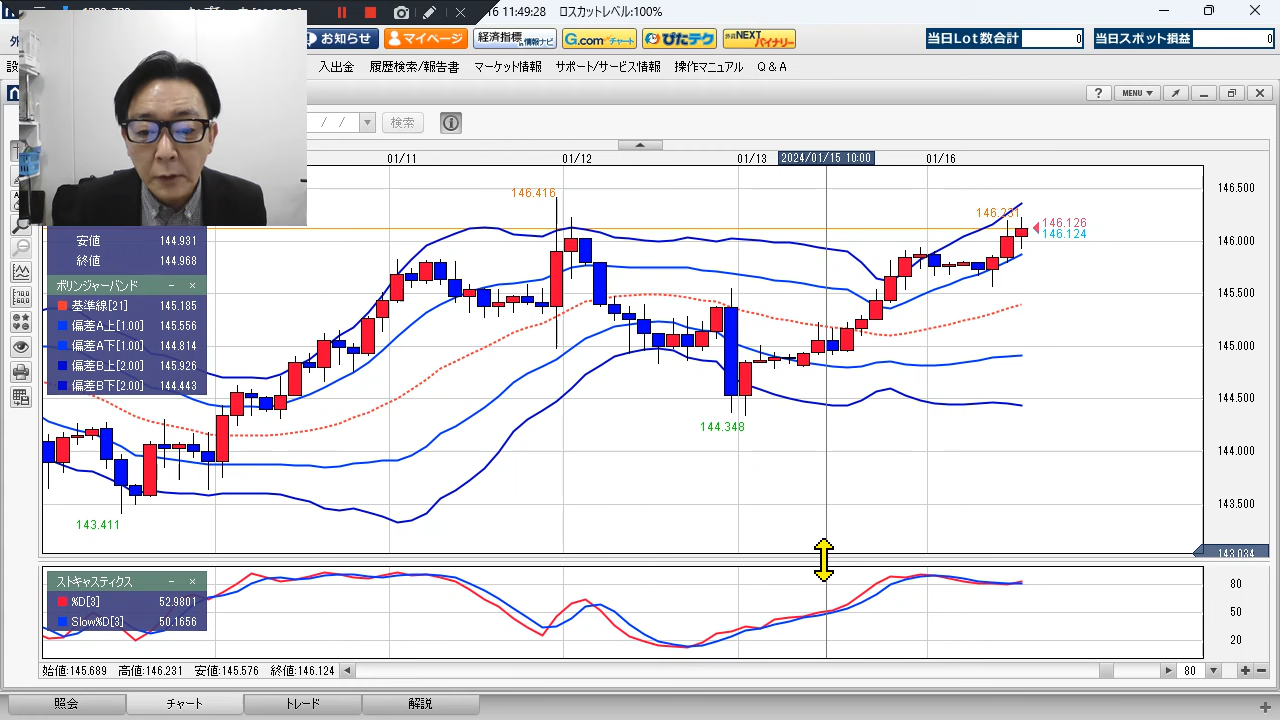 16 11:49:28 ロスカットレベル:100%
お知らせ
マイページ
経済指標
情報ナビ
G.comチャート
ぴたテク
外貨NEXT
バイナリー
当日Lot数合計
0
当日スポット損益
0
入出金
履歴検索/報告書
マーケット情報
サポート/サービス情報
操作マニュアル
Q&A
?
MENU
/ /
検索
01/11
01/12
01/13
2024/01/15 10:00
01/16
146.500
146.000
145.500
145.000
144.500
144.000
143.500
143.034
146.416
146.231
146.126
146.124
144.348
143.411
安値 144.931
終値 144.968
ボリンジャーバンド
基準線[21] 145.185
偏差A上[1.00] 145.556
偏差A下[1.00] 144.814
偏差B上[2.00] 145.926
偏差B下[2.00] 144.443
ストキャスティクス
%D[3] 52.9801
Slow%D[3] 50.1656
80
50
20
始値:145.689 高値:146.231 安値:145.576 終値:146.124
80
照会
チャート
トレード
解説